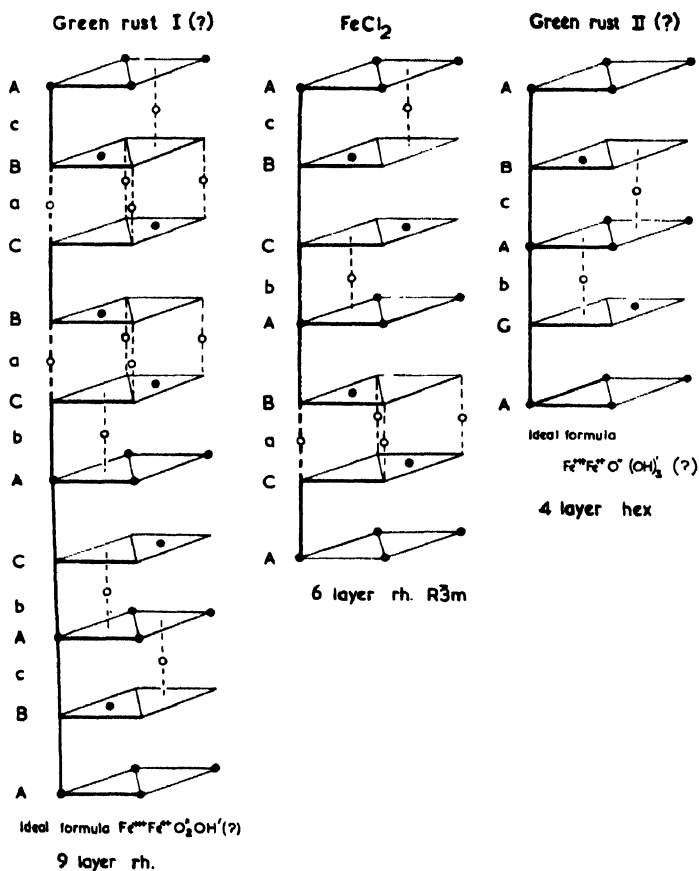 Green rust I (?)
A
c
B
a
C
B
a
C
b
A
C
b
A
c
B
A
Ideal formula Fe⁺⁺⁺Fe⁺⁺O₂″OH′(?)
9 layer rh.
FeCl₂
A
c
B
C
b
A
B
a
C
A
6 layer rh. R3̄m
Green rust II (?)
A
B
c
A
b
G
A
Ideal formula
Fe⁺⁺⁺Fe⁺⁺O″(OH)₃′ (?)
4 layer hex